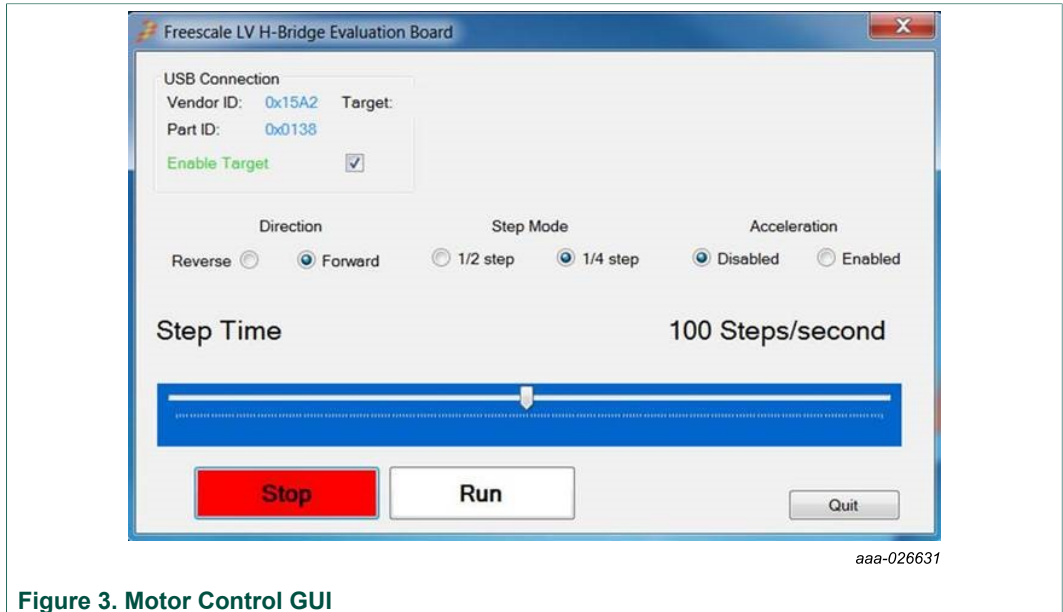 Freescale LV H-Bridge Evaluation Board
USB Connection
Vendor ID: 0x15A2 Target:
Part ID: 0x0138
Enable Target
Direction Step Mode Acceleration
Reverse Forward 1/2 step 1/4 step Disabled Enabled
Step Time 100 Steps/second
Stop Run Quit
aaa-026631
Figure 3. Motor Control GUI